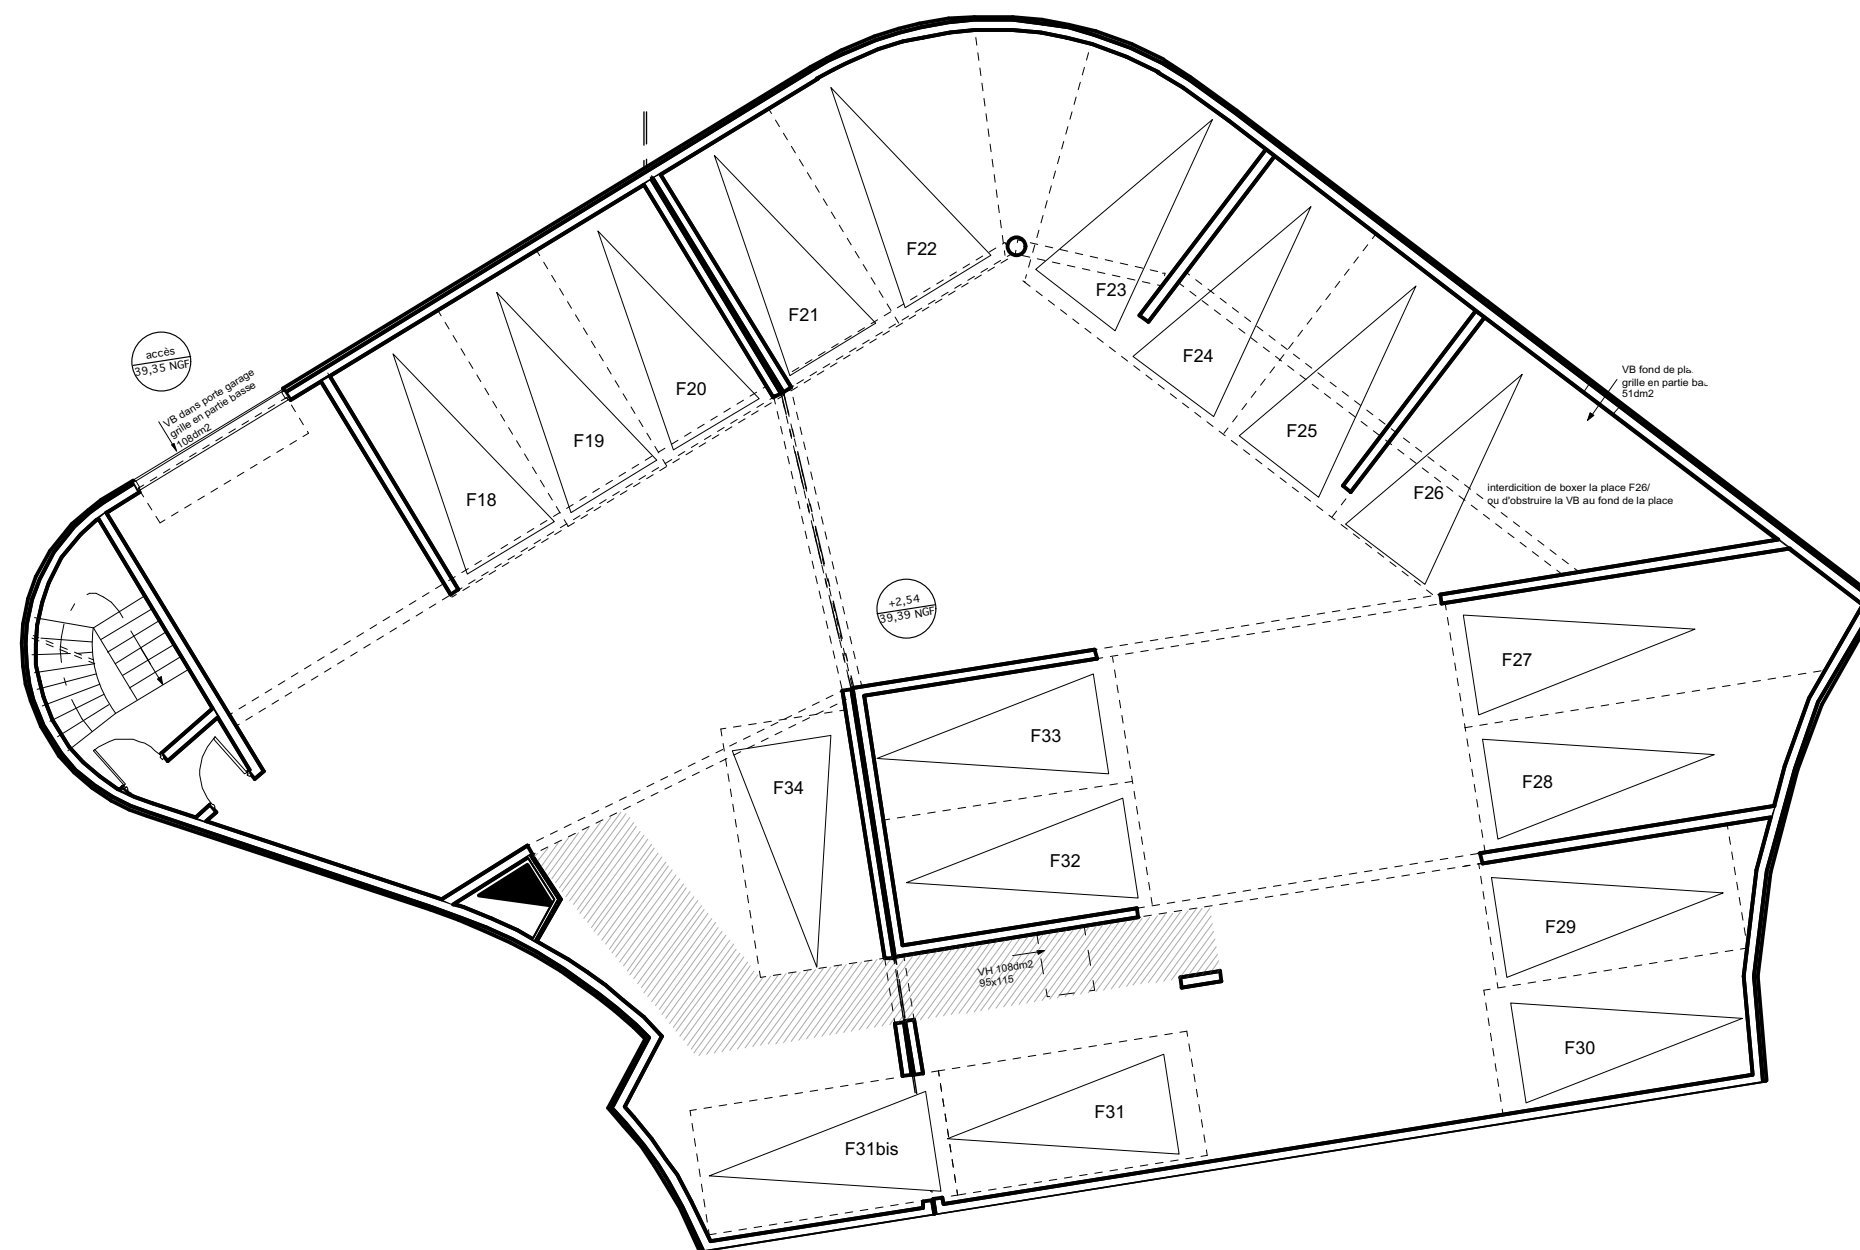 accès
39,35 NGF
VB dans porte garage
grille en partie basse
108dm2
F18
F19
F20
F21
F22
F23
F24
F25
F26
VB fond de
grille en partie
51dm2
interdicition de boxer la place F26/
ou d'obstruire la VB au fond de la place
+2,54
39,39 NGF
F27
F28
F29
F30
F33
F32
F34
VH 108dm2
95x115
F31
F31bis